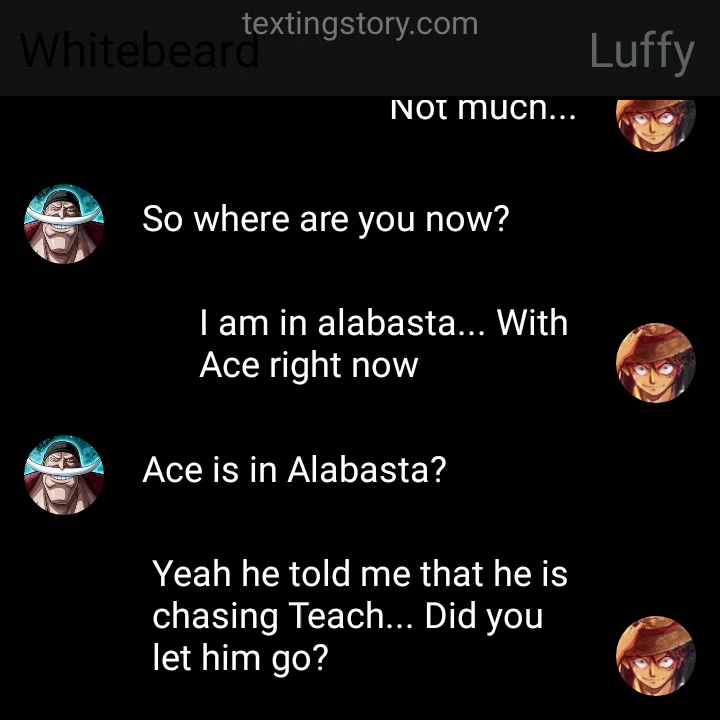 textingstory.com
Whitebeard
Luffy
Not much...
So where are you now?
I am in alabasta... With
Ace right now
Ace is in Alabasta?
Yeah he told me that he is
chasing Teach... Did you
let him go?